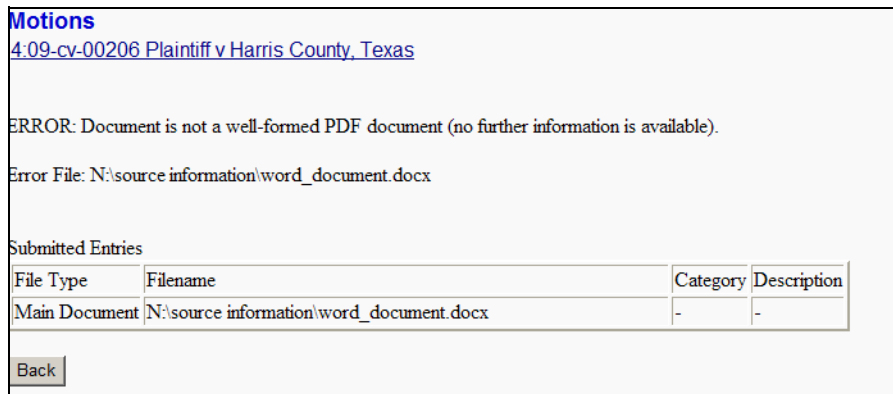 Motions
4:09-cv-00206 Plaintiff v Harris County, Texas
ERROR: Document is not a well-formed PDF document (no further information is available).
Error File: N:\source information\word_document.docx
Submitted Entries
File Type Filename Category Description
Main Document N:\source information\word_document.docx - -
Back